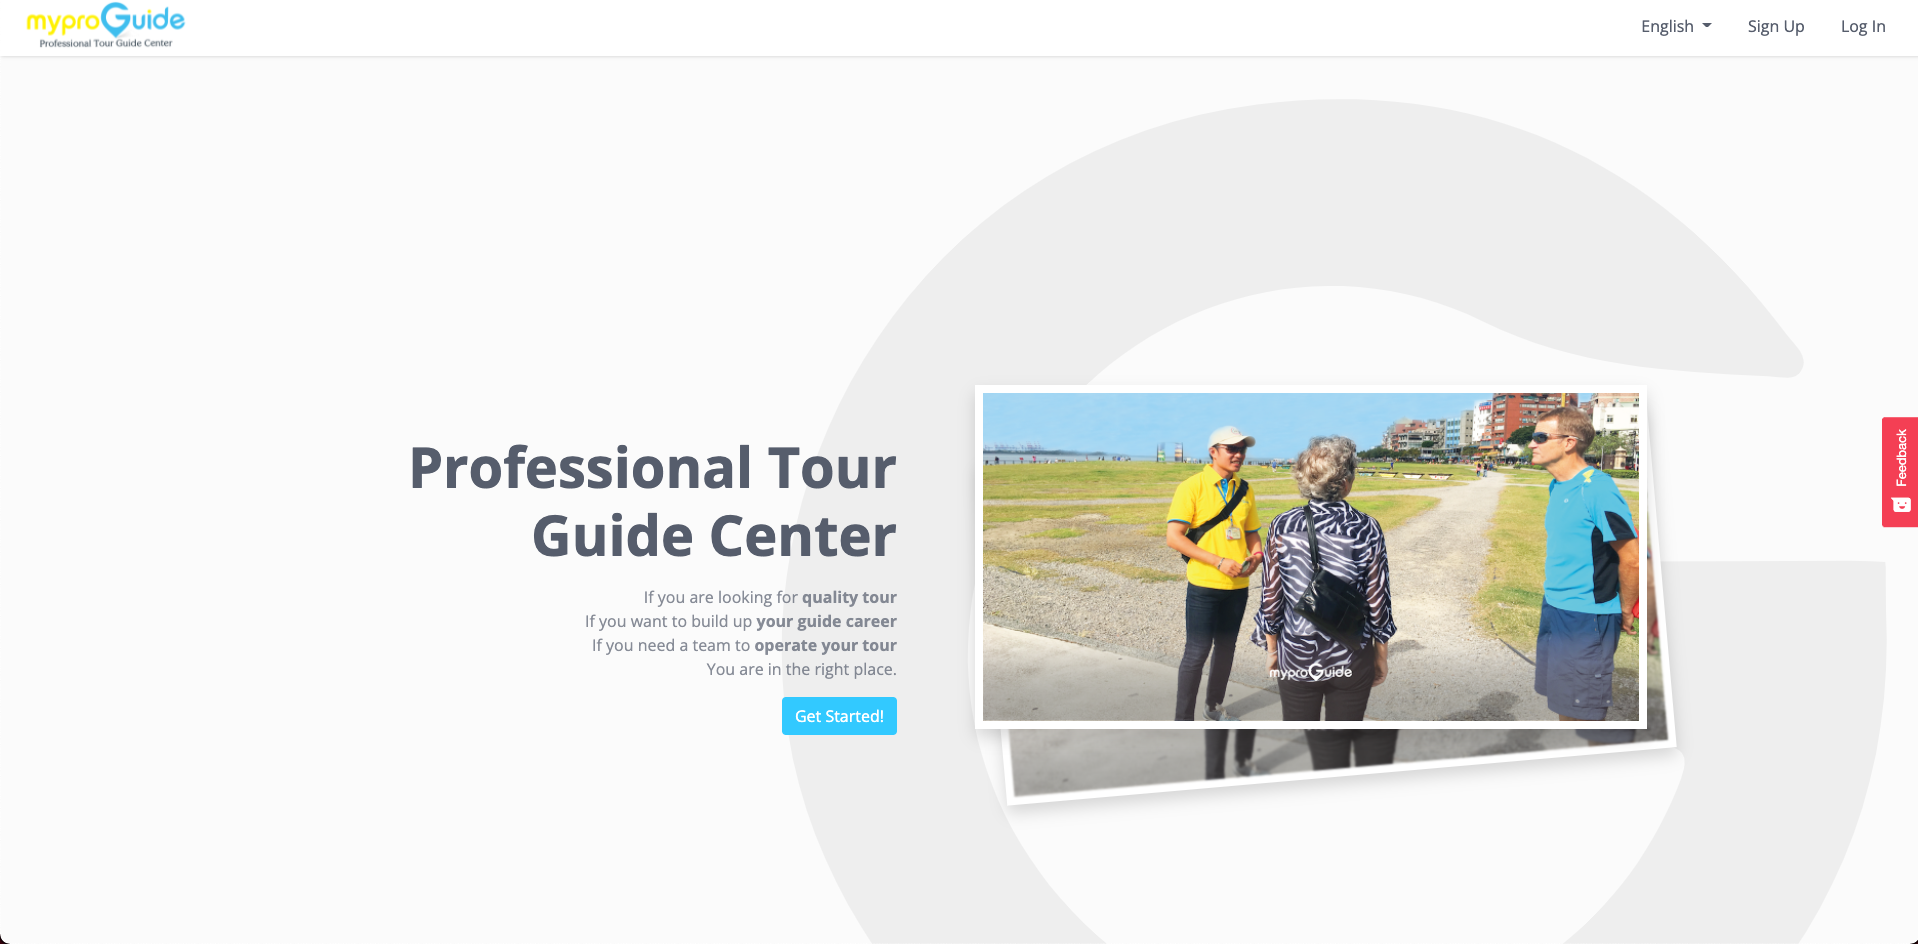 myproGuide
Professional Tour Guide Center
English
Sign Up
Log In
Professional Tour
Guide Center
If you are looking for quality tour
If you want to build up your guide career
If you need a team to operate your tour
You are in the right place.
Get Started!
myproGuide
Feedback